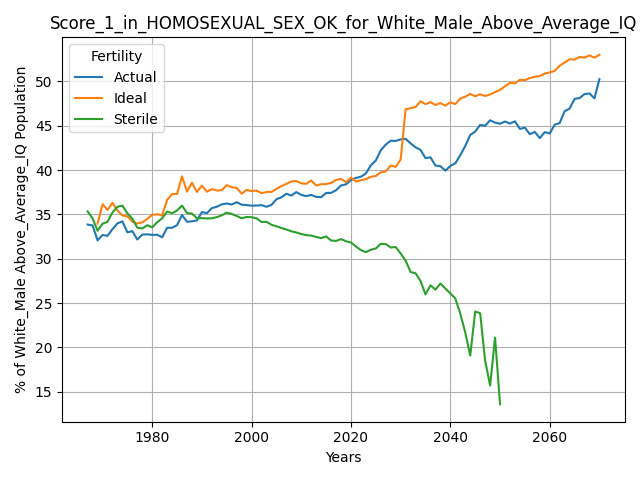 Score_1_in_HOMOSEXUAL_SEX_OK_for_White_Male_Above_Average_IQ
Fertility
Actual
Ideal
Sterile
% of White_Male Above_Average_IQ Population
50
45
40
35
30
25
20
15
1980
2000
2020
2040
2060
Years